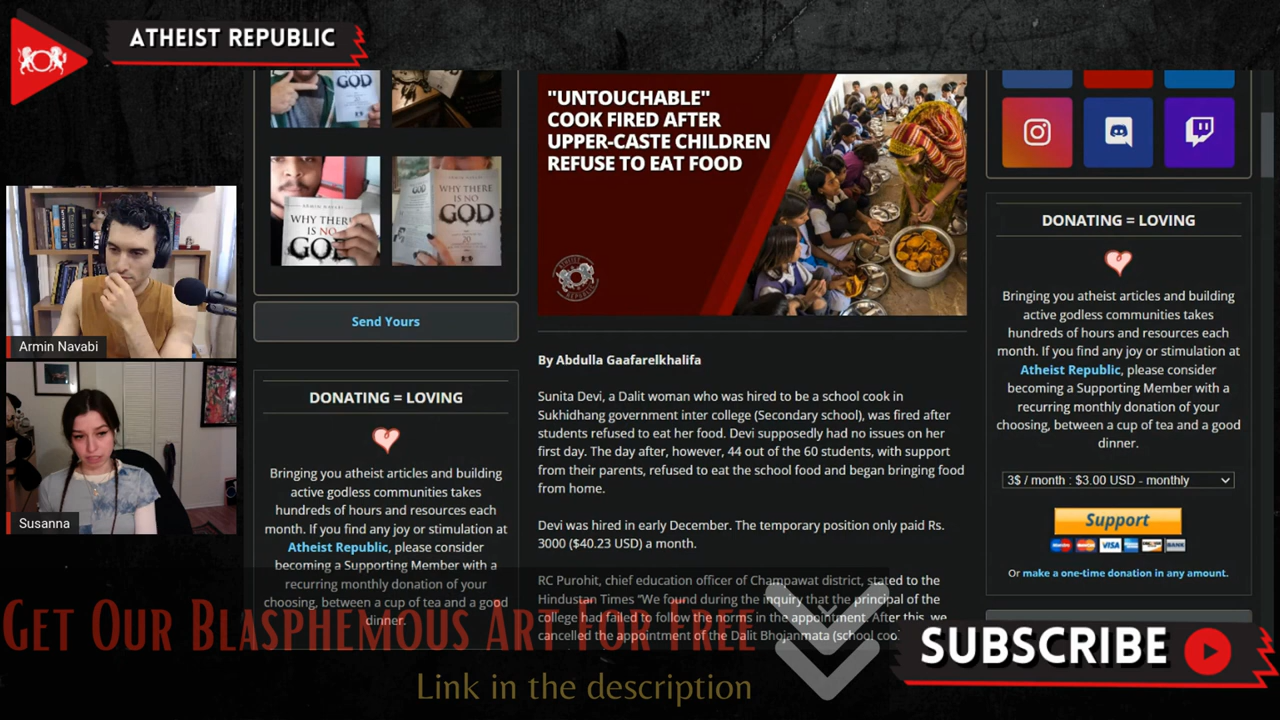 ATHEIST REPUBLIC
Armin Navabi
Susanna
GOD
WHY THERE
IS NO
GOD
ARMIN NAVABI
WHY THERE
IS NO
GOD
20
Send Yours
DONATING = LOVING
Bringing you atheist articles and building
active godless communities takes
hundreds of hours and resources each
month. If you find any joy or stimulation at
Atheist Republic, please consider
becoming a Supporting Member with a
recurring monthly donation of your
choosing, between a cup of tea and a good
dinner.
"UNTOUCHABLE"
COOK FIRED AFTER
UPPER-CASTE CHILDREN
REFUSE TO EAT FOOD
ATHEIST
REPUBLIC
By Abdulla Gaafarelkhalifa
Sunita Devi, a Dalit woman who was hired to be a school cook in
Sukhidhang government inter college (Secondary school), was fired after
students refused to eat her food. Devi supposedly had no issues on her
first day. The day after, however, 44 out of the 60 students, with support
from their parents, refused to eat the school food and began bringing food
from home.
Devi was hired in early December. The temporary position only paid Rs.
3000 ($40.23 USD) a month.
RC Purohit, chief education officer of Champawat district, stated to the
Hindustan Times "We found during the inquiry that the principal of the
college had failed to follow the norms in the appointment. After this, we
cancelled the appointment of the Dalit Bhojanmata (school coo
DONATING = LOVING
Bringing you atheist articles and building
active godless communities takes
hundreds of hours and resources each
month. If you find any joy or stimulation at
Atheist Republic, please consider
becoming a Supporting Member with a
recurring monthly donation of your
choosing, between a cup of tea and a good
dinner.
3$ / month : $3.00 USD - monthly
Support
VISA
BANK
Or make a one-time donation in any amount.
Get Our Blasphemous Art For Free
Link in the description
SUBSCRIBE